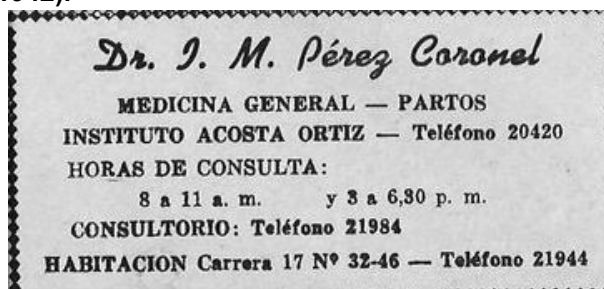 Dr. I. M. Pérez Coronel
MEDICINA GENERAL — PARTOS
INSTITUTO ACOSTA ORTIZ — Teléfono 20420
HORAS DE CONSULTA:
8 a 11 a. m. y 3 a 6,30 p. m.
CONSULTORIO: Teléfono 21984
HABITACION Carrera 17 Nº 32-46 — Teléfono 21944